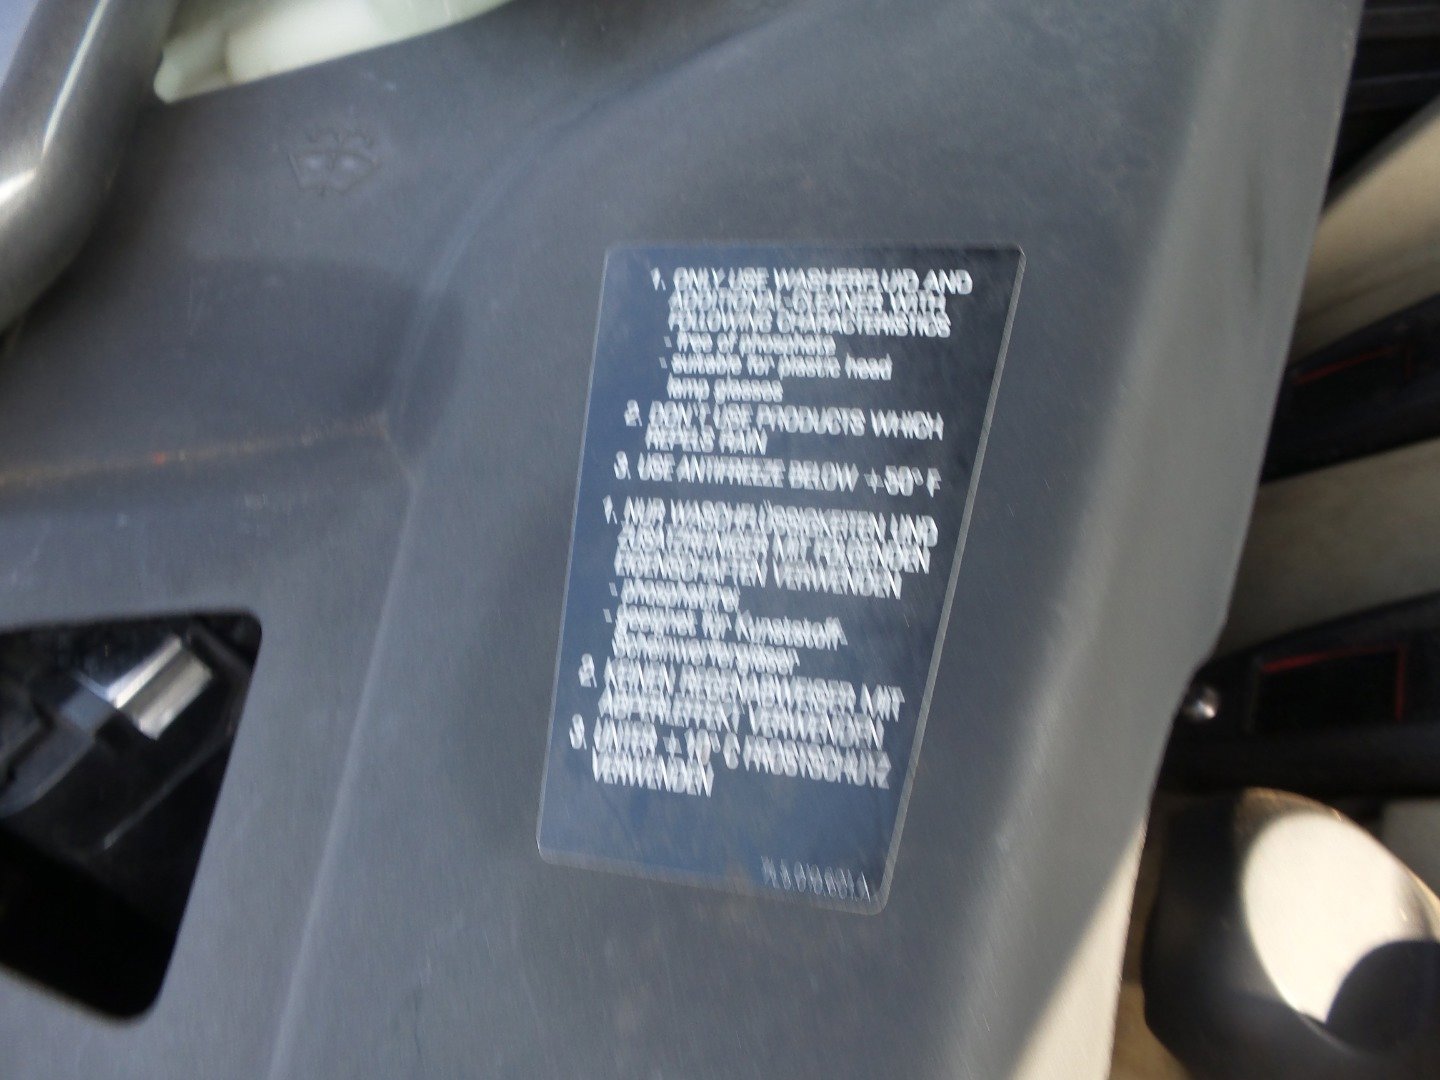 1. ONLY USE WASHERFLUID AND
ADDITIONAL-CLEANER WITH
FOLLOWING CHARACTERISTICS
- free of phosphate
- suitable for plastic head
lamp glasses
2. DON'T USE PRODUCTS WHICH
REPELS RAIN
3. USE ANTIFREEZE BELOW +50° F
1. NUR WASCHFLÜSSIGKEITEN UND
MIT FOLGENDEN
EIGENSCHAFTEN VERWENDEN
- phosphatfrei
- geeignet für Kunststoff-
Scheinwerfergläser
2. KEINEN REGENABWEISER MIT
VERWENDEN
3. UNTER + 10° C FROSTSCHUTZ
VERWENDEN